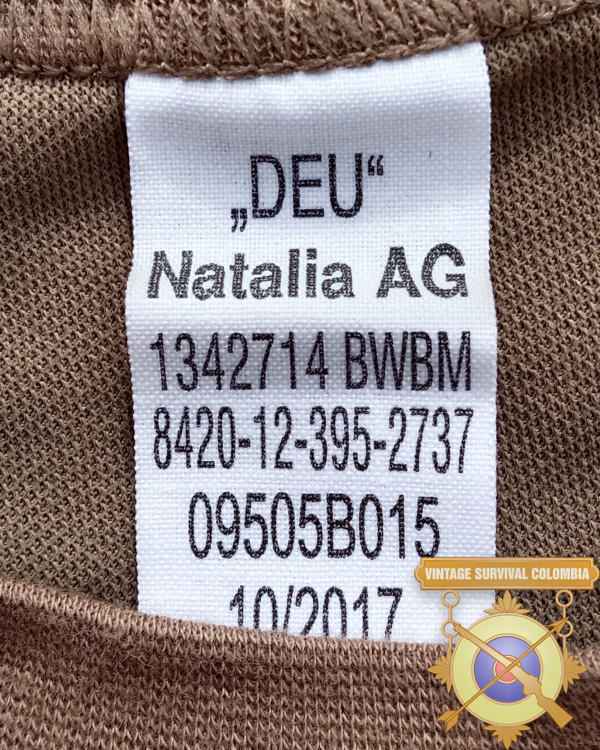 „DEU“
Natalia AG
1342714 BWBM
8420-12-395-2737
09505B015
10/2017
VINTAGE SURVIVAL COLOMBIA